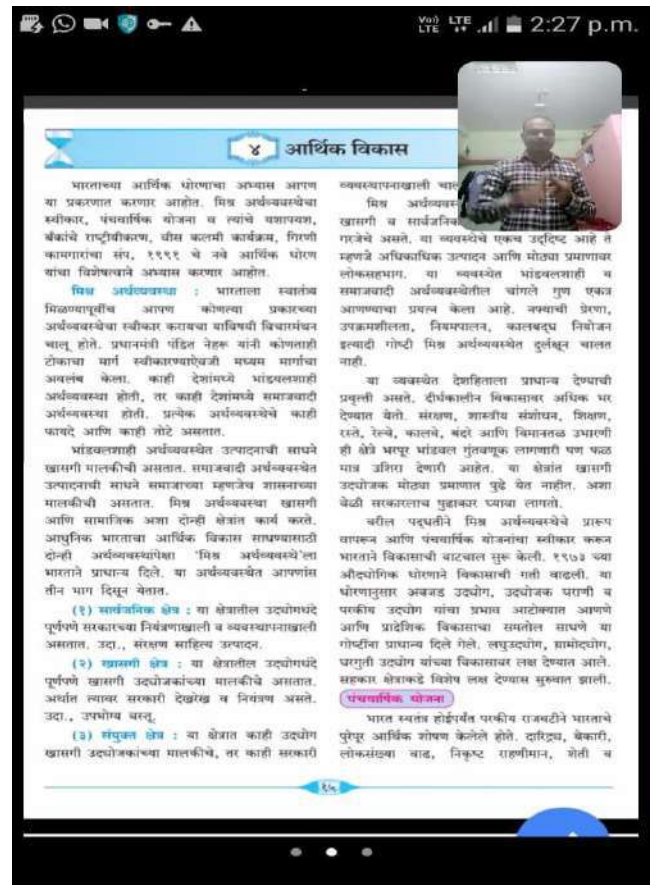 Voi) LTE LTE 2:27 p.m.
४ आर्थिक विकास
भारताच्या आर्थिक धोरणाचा अभ्यास आपण
या प्रकरणात करणार आहोत. मिश्र अर्थव्यवस्थेचा
स्वीकार, पंचवार्षिक योजना व त्यांचे यशापयश,
बँकांचे राष्ट्रीयीकरण, वीस कलमी कार्यक्रम, गिरणी
कामगारांचा संप, १९९१ चे नवे आर्थिक धोरण
यांचा विशेषत्वाने अभ्यास करणार आहोत.
मिश्र अर्थव्यवस्था : भारताला स्वातंत्र्य
मिळण्यापूर्वीच आपण कोणत्या प्रकारच्या
अर्थव्यवस्थेचा स्वीकार करायचा याविषयी विचारमंथन
चालू होते. प्रधानमंत्री पंडित नेहरू यांनी कोणताही
टोकाचा मार्ग स्वीकारण्याऐवजी मध्यम मार्गाचा
अवलंब केला. काही देशांमध्ये भांडवलशाही
अर्थव्यवस्था होती, तर काही देशांमध्ये समाजवादी
अर्थव्यवस्था होती. प्रत्येक अर्थव्यवस्थेचे काही
फायदे आणि काही तोटे असतात.
भांडवलशाही अर्थव्यवस्थेत उत्पादनाची साधने
खासगी मालकीची असतात. समाजवादी अर्थव्यवस्थेत
उत्पादनाची साधने समाजाच्या म्हणजेच शासनाच्या
मालकीची असतात. मिश्र अर्थव्यवस्था खासगी
आणि सामाजिक अशा दोन्ही क्षेत्रांत कार्य करते.
आधुनिक भारताचा आर्थिक विकास साधण्यासाठी
दोन्ही अर्थव्यवस्थांपेक्षा 'मिश्र अर्थव्यवस्थे'ला
भारताने प्राधान्य दिले. या अर्थव्यवस्थेत आपणांस
तीन भाग दिसून येतात.
(१) सार्वजनिक क्षेत्र : या क्षेत्रातील उद्योगधंदे
पूर्णपणे सरकारच्या नियंत्रणाखाली व व्यवस्थापनाखाली
असतात. उदा., संरक्षण साहित्य उत्पादन.
(२) खासगी क्षेत्र : या क्षेत्रातील उद्योगधंदे
पूर्णपणे खासगी उद्योजकांच्या मालकीचे असतात.
अर्थात त्यावर सरकारी देखरेख व नियंत्रण असते.
उदा., उपभोग्य वस्तू.
(३) संयुक्त क्षेत्र : या क्षेत्रात काही उद्योग
खासगी उद्योजकांच्या मालकीचे, तर काही सरकारी
व्यवस्थापनाखाली
मिश्र
खासगी व सार्वजनिक
गरजेचे असते. या व्यवस्थेचे एकच उद्दिष्ट आहे ते
म्हणजे अधिकाधिक उत्पादन आणि मोठ्या प्रमाणावर
लोकसहभाग. या व्यवस्थेत भांडवलशाही व
समाजवादी अर्थव्यवस्थेतील चांगले गुण एकत्र
आणण्याचा प्रयत्न केला आहे. नफ्याची प्रेरणा,
उपक्रमशीलता, नियमपालन, कालबद्ध नियोजन
इत्यादी गोष्टी मिश्र अर्थव्यवस्थेत दुर्लक्षून चालत
नाही.
या व्यवस्थेत देशहिताला प्राधान्य देण्याची
प्रवृत्ती असते. दीर्घकालीन विकासावर अधिक भर
देण्यात येतो. संरक्षण, शास्त्रीय संशोधन, शिक्षण,
रस्ते, रेल्वे, कालवे, बंदरे आणि विमानतळ उभारणी
ही क्षेत्रे भरपूर भांडवल गुंतवणूक लागणारी पण फळ
मात्र उशिरा देणारी आहेत. या क्षेत्रांत खासगी
उद्योजक मोठ्या प्रमाणात पुढे येत नाहीत. अशा
वेळी सरकारलाच पुढाकार घ्यावा लागतो.
वरील पद्धतीने मिश्र अर्थव्यवस्थेचे प्रारूप
वापरून आणि पंचवार्षिक योजनांचा स्वीकार करून
भारताने विकासाची वाटचाल सुरू केली. १९७३ च्या
औद्योगिक धोरणाने विकासाची गती वाढली. या
धोरणानुसार अवजड उद्योग, उद्योजक घराणी व
परकीय उद्योग यांचा प्रभाव आटोक्यात आणणे
आणि प्रादेशिक विकासाचा समतोल साधणे या
गोष्टींना प्राधान्य दिले गेले. लघुउद्योग, ग्रामोद्योग,
घरगुती उद्योग यांच्या विकासावर लक्ष देण्यात आले.
सहकार क्षेत्राकडे विशेष लक्ष देण्यास सुरुवात झाली.
पंचवार्षिक योजना
भारत स्वतंत्र होईपर्यंत परकीय राजवटीने भारताचे
पुरेपूर आर्थिक शोषण केलेले होते. दारिद्र्य, बेकारी,
लोकसंख्या वाढ, निकृष्ट राहणीमान, शेती व
१५